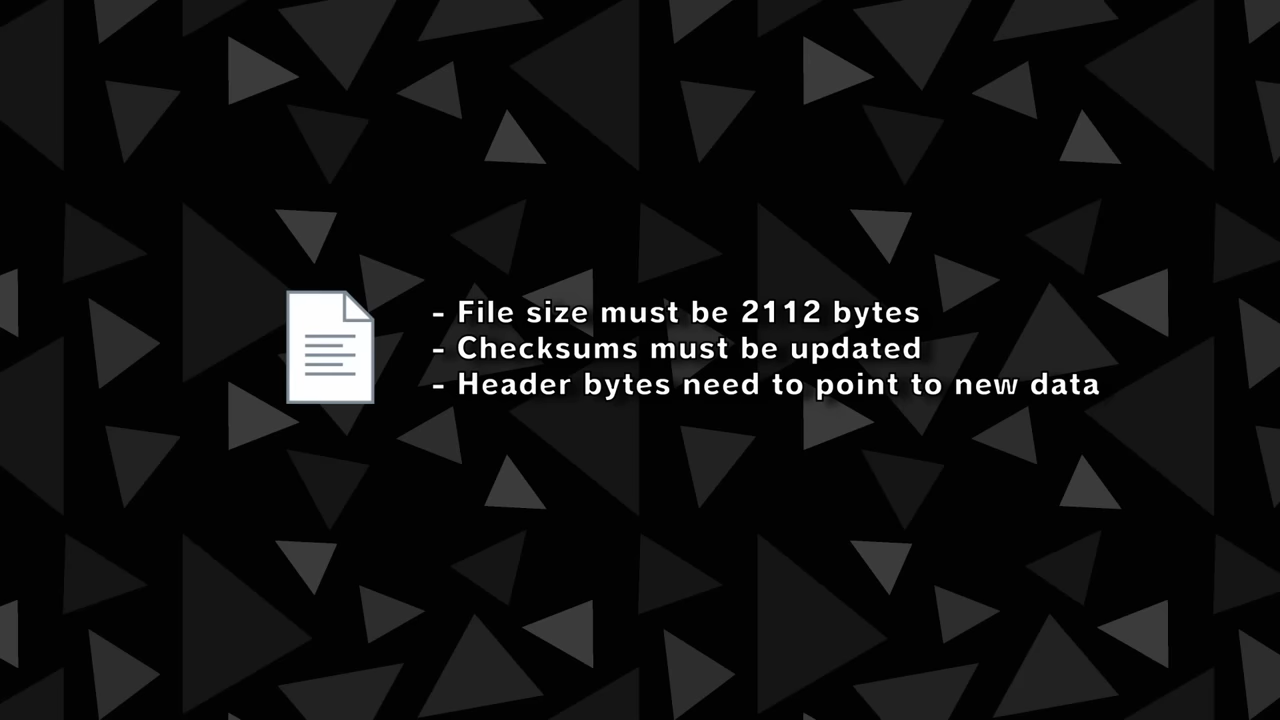 - File size must be 2112 bytes
- Checksums must be updated
- Header bytes need to point to new data